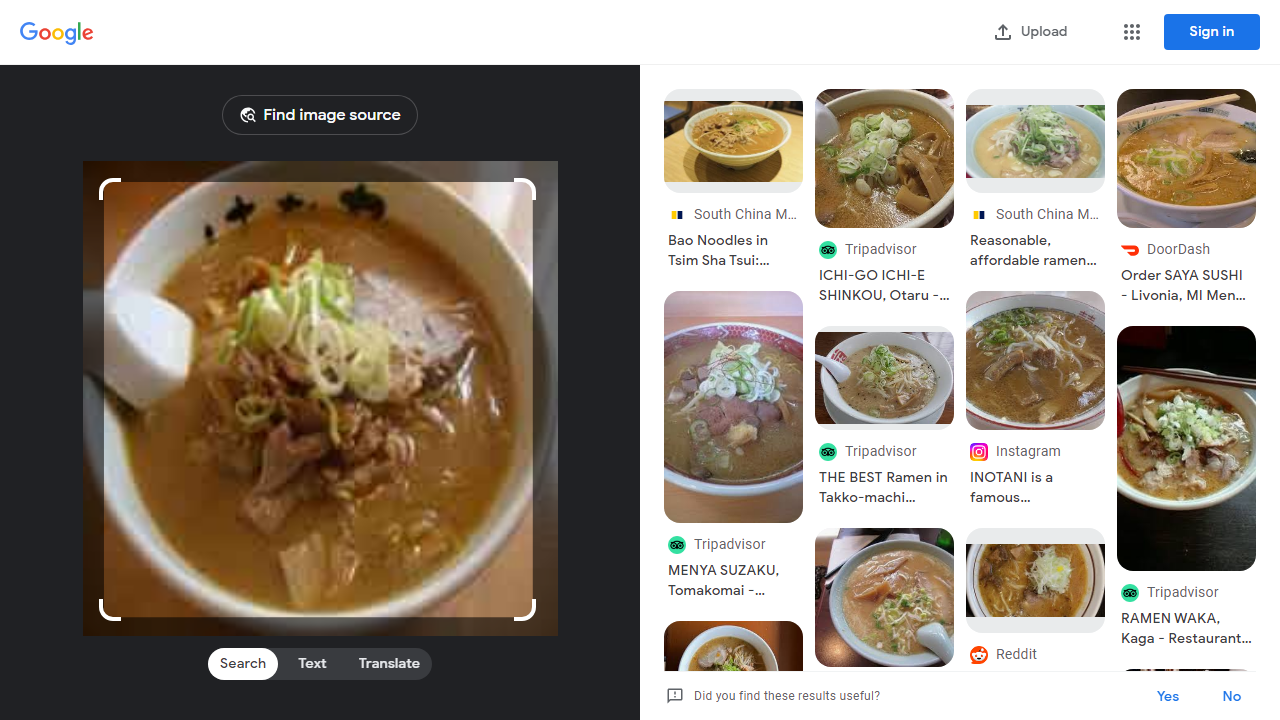 Google
Upload
Sign in
Find image source
Search
Text
Translate
South China M...
Bao Noodles in
Tsim Sha Tsui:...
Tripadvisor
MENYA SUZAKU,
Tomakomai -...
Tripadvisor
ICHI-GO ICHI-E
SHINKOU, Otaru -...
Tripadvisor
THE BEST Ramen in
Takko-machi...
South China M...
Reasonable,
affordable ramen...
Instagram
INOTANI is a
famous...
Reddit
DoorDash
Order SAYA SUSHI
- Livonia, MI Men...
Tripadvisor
RAMEN WAKA,
Kaga - Restaurant...
Did you find these results useful?
Yes
No